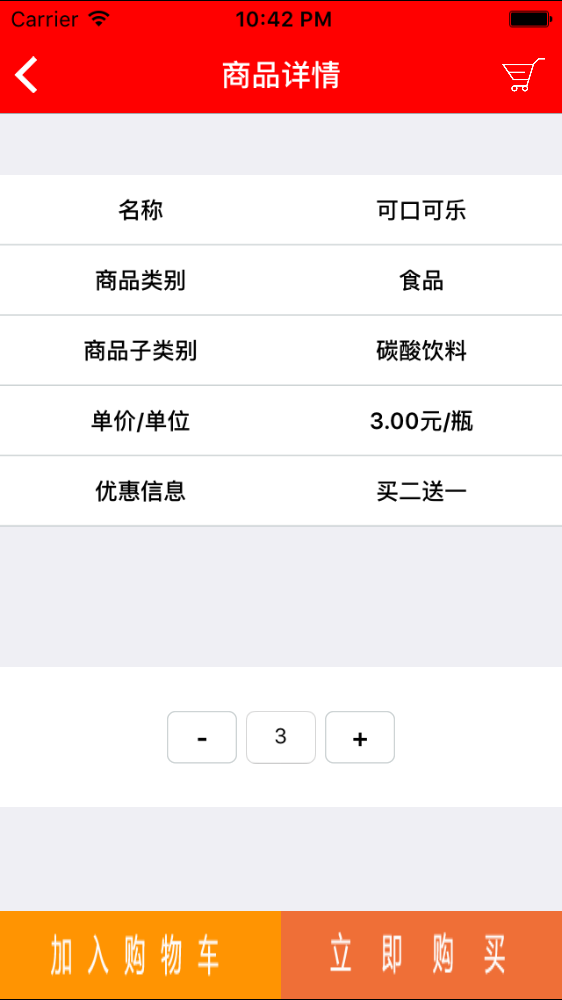 Carrier 10:42 PM
商品详情
名称 可口可乐
商品类别 食品
商品子类别 碳酸饮料
单价/单位 3.00元/瓶
优惠信息 买二送一
- 3 +
加入购物车 立即购买